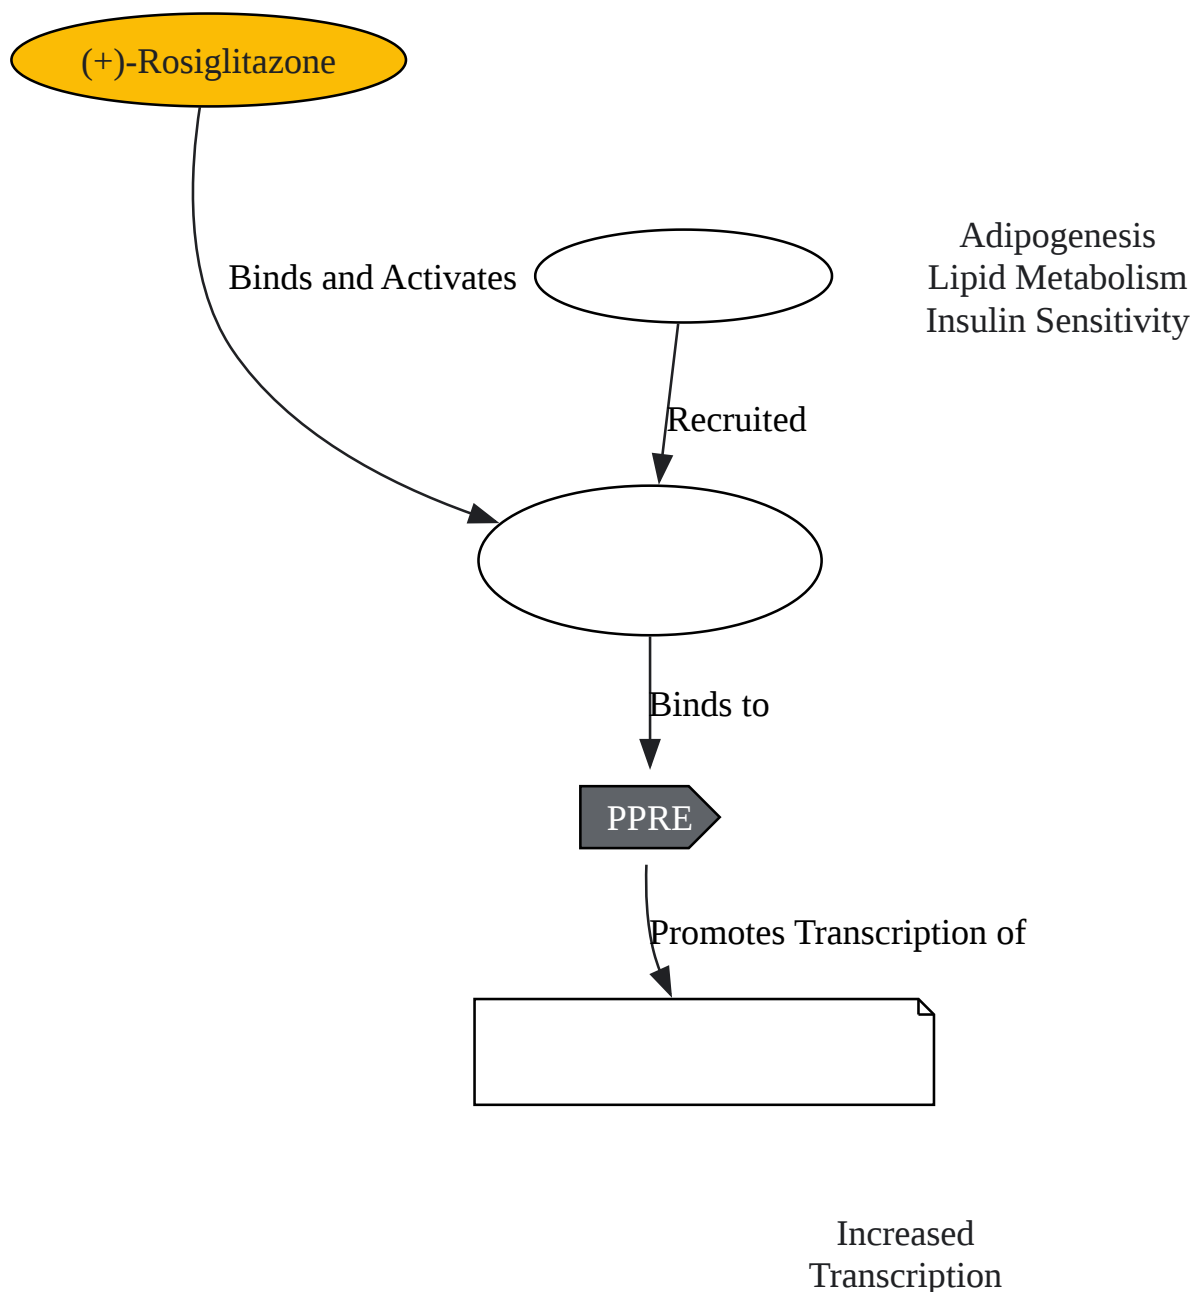 (+)-Rosiglitazone
Binds and Activates
Adipogenesis
Lipid Metabolism
Insulin Sensitivity
Recruited
Binds to
PPRE
Promotes Transcription of
Increased
Transcription